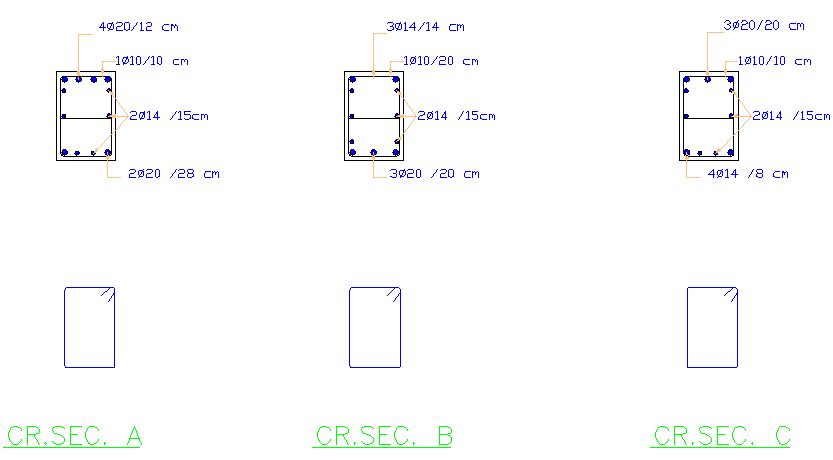 4Ø20/12 cm
1Ø10/10 cm
2Ø14 /15cm
2Ø20 /28 cm
3Ø14/14 cm
1Ø10/20 cm
2Ø14 /15cm
3Ø20 /20 cm
3Ø20/20 cm
1Ø10/10 cm
2Ø14 /15cm
4Ø14 /8 cm
CR.SEC. A
CR.SEC. B
CR.SEC. C